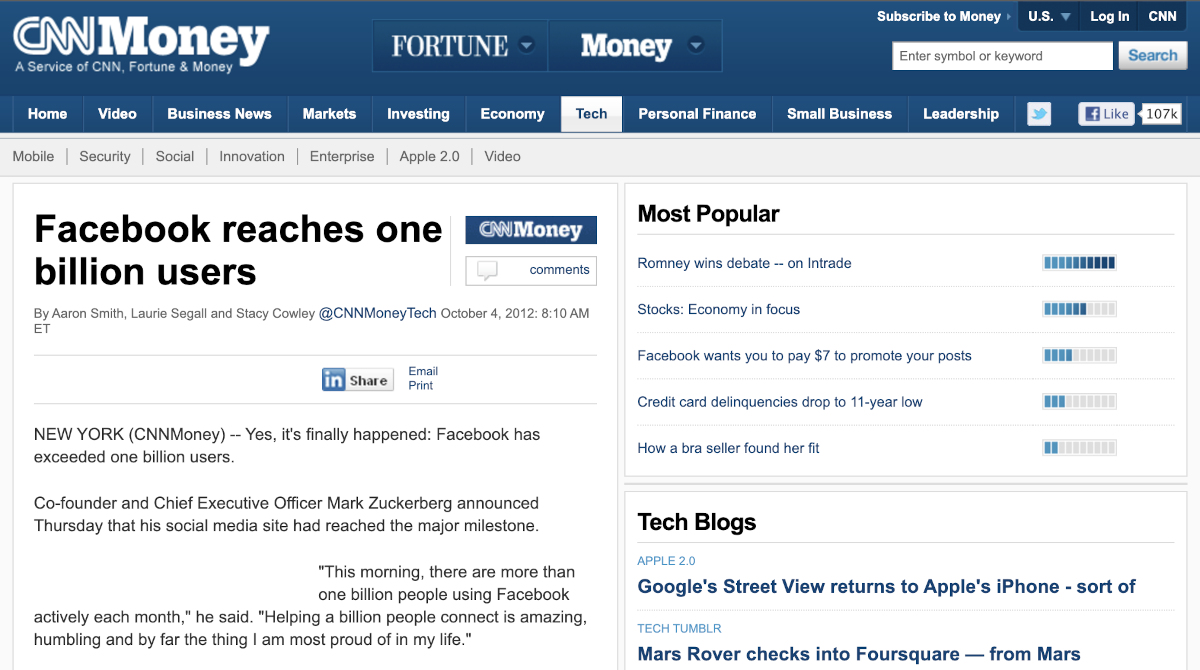 CNNMoney
A Service of CNN, Fortune & Money
FORTUNE
Money
Subscribe to Money
U.S.
Log In
CNN
Enter symbol or keyword
Search
Home
Video
Business News
Markets
Investing
Economy
Tech
Personal Finance
Small Business
Leadership
Like
107k
Mobile
Security
Social
Innovation
Enterprise
Apple 2.0
Video
Facebook reaches one
billion users
CNNMoney
comments
By Aaron Smith, Laurie Segall and Stacy Cowley @CNNMoneyTech October 4, 2012: 8:10 AM
ET
in Share
Email
Print
NEW YORK (CNNMoney) -- Yes, it's finally happened: Facebook has
exceeded one billion users.
Co-founder and Chief Executive Officer Mark Zuckerberg announced
Thursday that his social media site had reached the major milestone.
"This morning, there are more than
one billion people using Facebook
actively each month," he said. "Helping a billion people connect is amazing,
humbling and by far the thing I am most proud of in my life."
Most Popular
Romney wins debate -- on Intrade
Stocks: Economy in focus
Facebook wants you to pay $7 to promote your posts
Credit card delinquencies drop to 11-year low
How a bra seller found her fit
Tech Blogs
APPLE 2.0
Google's Street View returns to Apple's iPhone - sort of
TECH TUMBLR
Mars Rover checks into Foursquare — from Mars